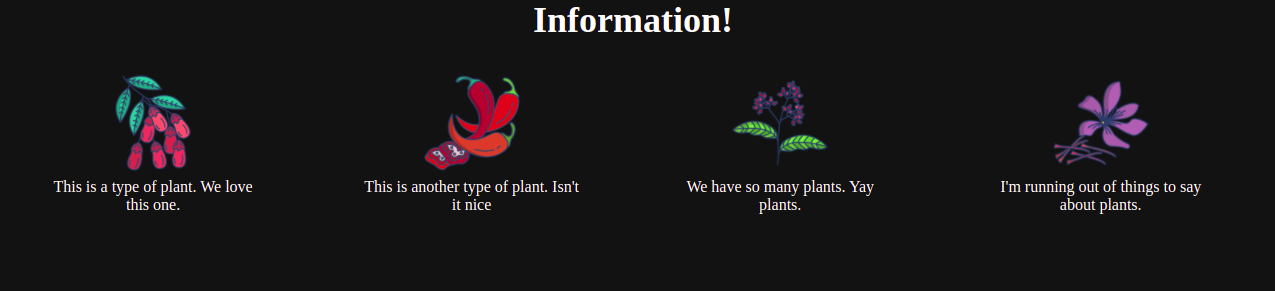 Information!
This is a type of plant. We love
this one.
This is another type of plant. Isn't
it nice
We have so many plants. Yay
plants.
I'm running out of things to say
about plants.